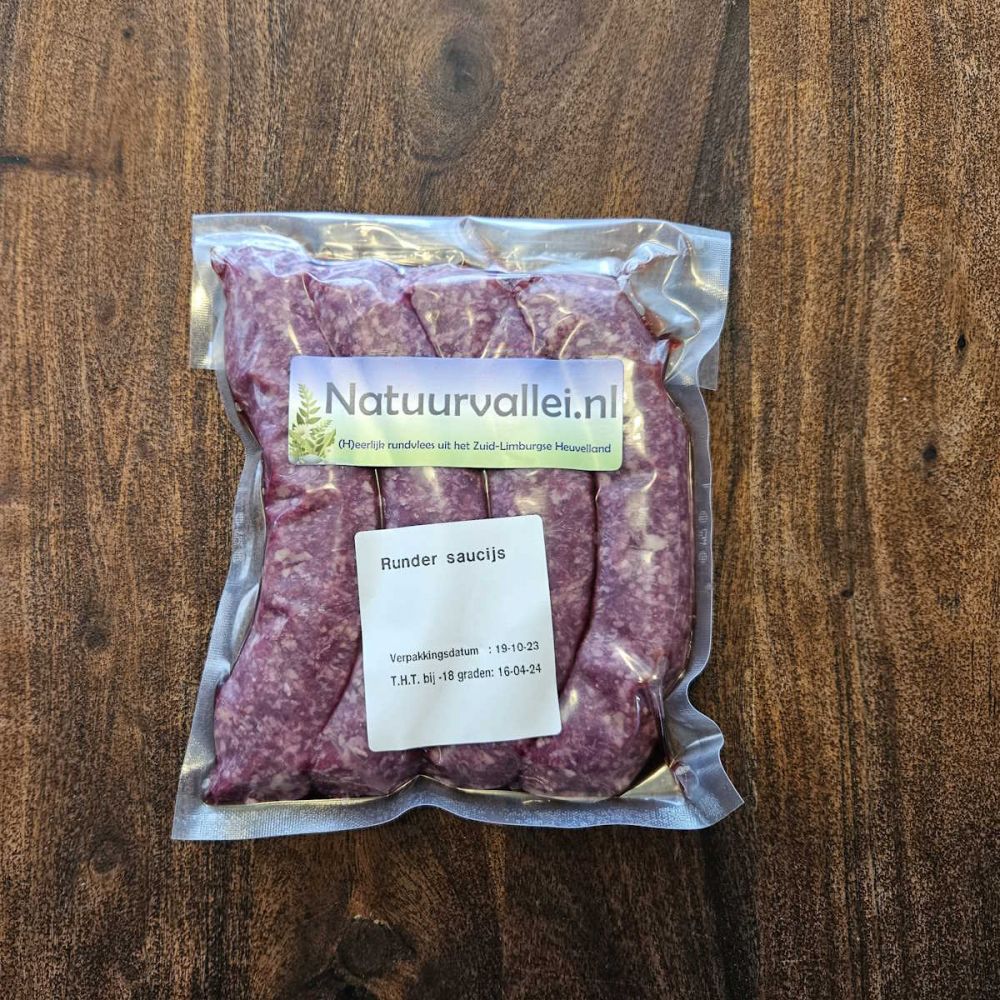 Natuurvallei.nl
(H)eerlijk rundvlees uit het Zuid-Limburgse Heuvelland
Runder saucijs
Verpakkingsdatum : 19-10-23
T.H.T. bij -18 graden: 16-04-24